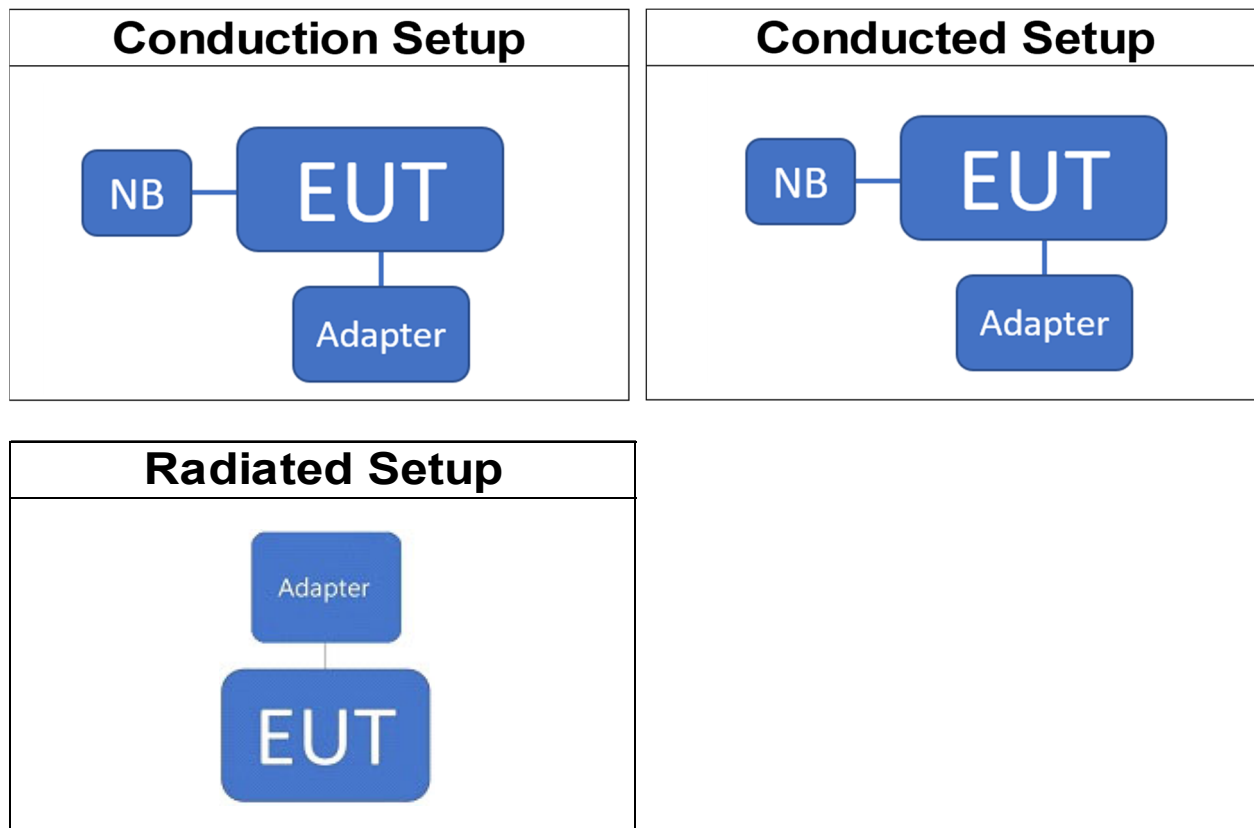 Conduction Setup
NB
EUT
Adapter
Conducted Setup
NB
EUT
Adapter
Radiated Setup
Adapter
EUT